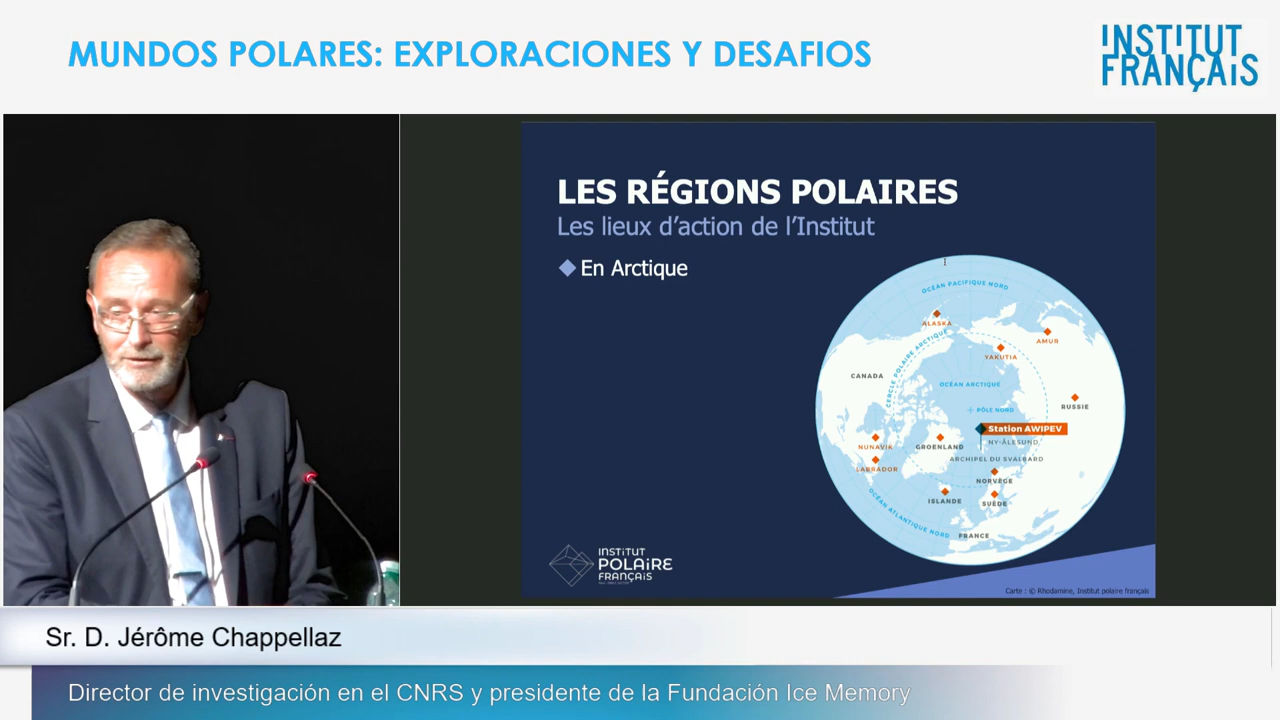 MUNDOS POLARES: EXPLORACIONES Y DESAFIOS
INSTITUT
FRANÇAiS
LES RÉGIONS POLAIRES
Les lieux d'action de l'Institut
En Arctique
OCÉAN PACIFIQUE NORD
ALASKA
AMUR
YAKUTIA
CERCLE POLAIRE ARCTIQUE
CANADA
OCÉAN ARCTIQUE
RUSSIE
PÔLE NORD
Station AWIPEV
NY-ÅLESUND
NUNAVIK
GROENLAND
ARCHIPEL DU SVALBARD
LABRADOR
NORVÈGE
ISLANDE
SUÈDE
OCÉAN ATLANTIQUE NORD
FRANCE
INSTiTUT
POLAiRE
FRANÇAiS
Carte : © Rhodamine, Institut polaire français
Sr. D. Jérôme Chappellaz
Director de investigación en el CNRS y presidente de la Fundación Ice Memory